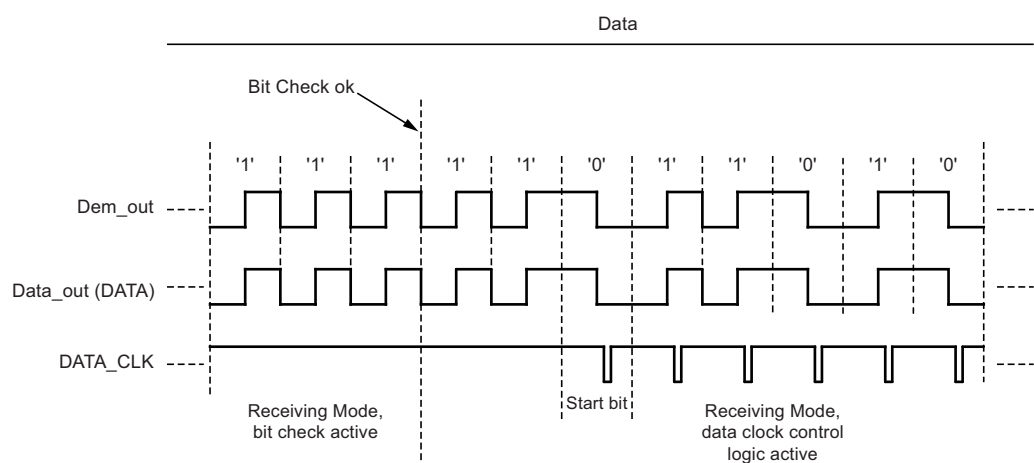 Data
Bit Check ok
'1' '1' '1' '1' '1' '0' '1' '1' '0' '1' '0'
Dem_out
Data_out (DATA)
DATA_CLK
Start bit
Receiving Mode,
bit check active
Receiving Mode,
data clock control
logic active